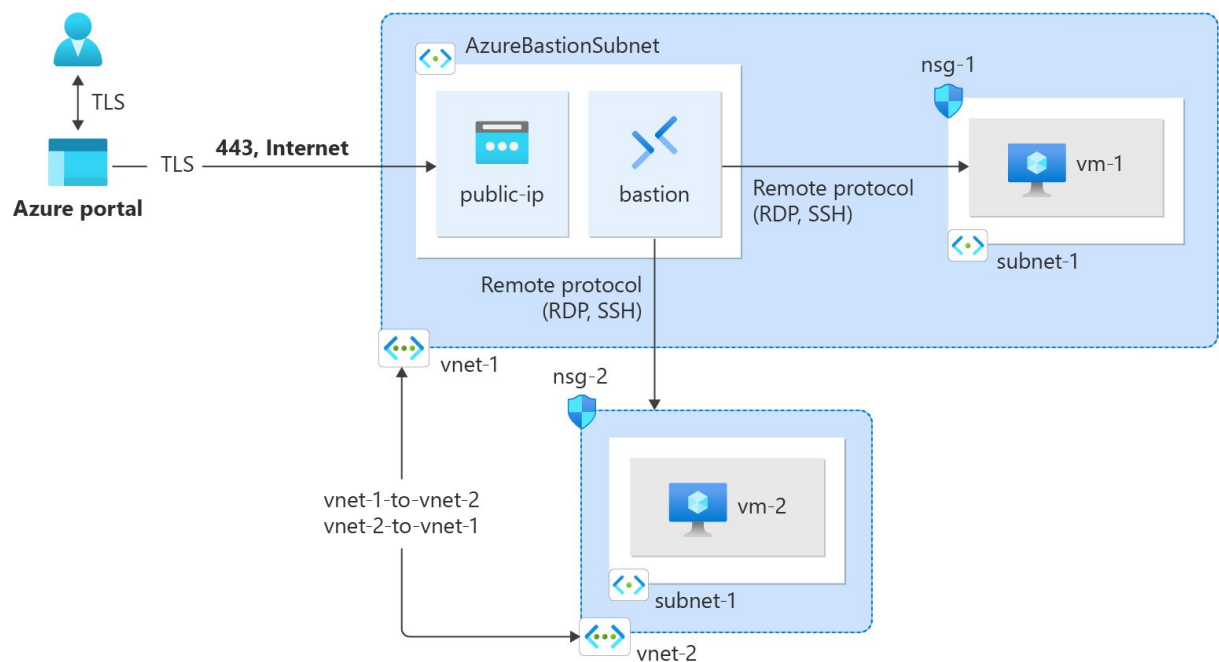 AzureBastionSubnet
nsg-1
TLS
443, Internet
TLS
public-ip
bastion
vm-1
Remote protocol
(RDP, SSH)
Azure portal
subnet-1
Remote protocol
(RDP, SSH)
vnet-1
nsg-2
vnet-1-to-vnet-2
vnet-2-to-vnet-1
vm-2
subnet-1
vnet-2